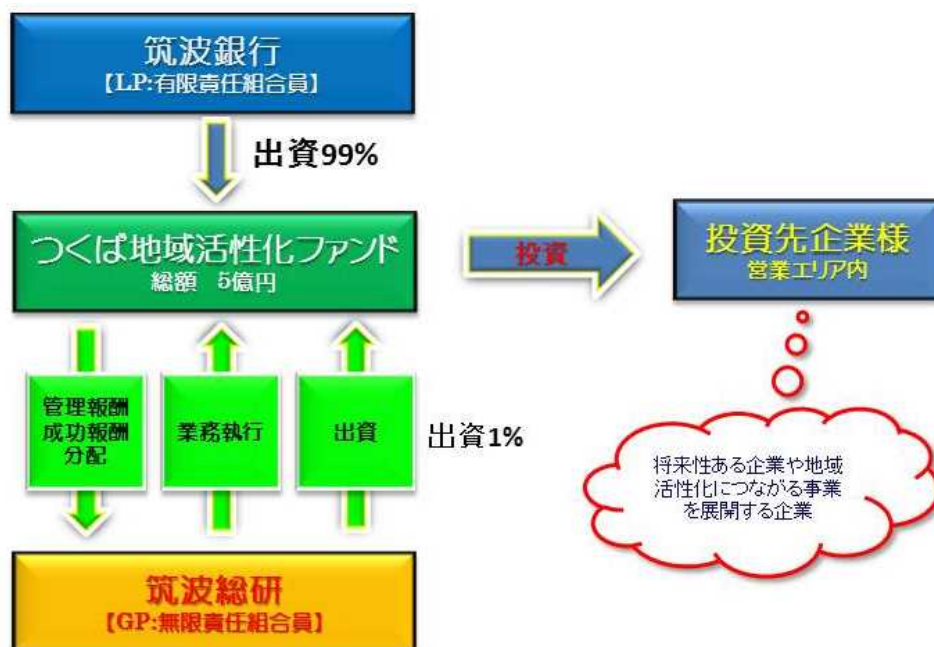 筑波銀行
【LP:有限責任組合員】
出資99%
つくば地域活性化ファンド
総額 5億円
投資
投資先企業様
営業エリア内
管理報酬
成功報酬
分配
業務執行
出資
出資1%
将来性ある企業や地域
活性化につながる事業
を展開する企業
筑波総研
【GP:無限責任組合員】